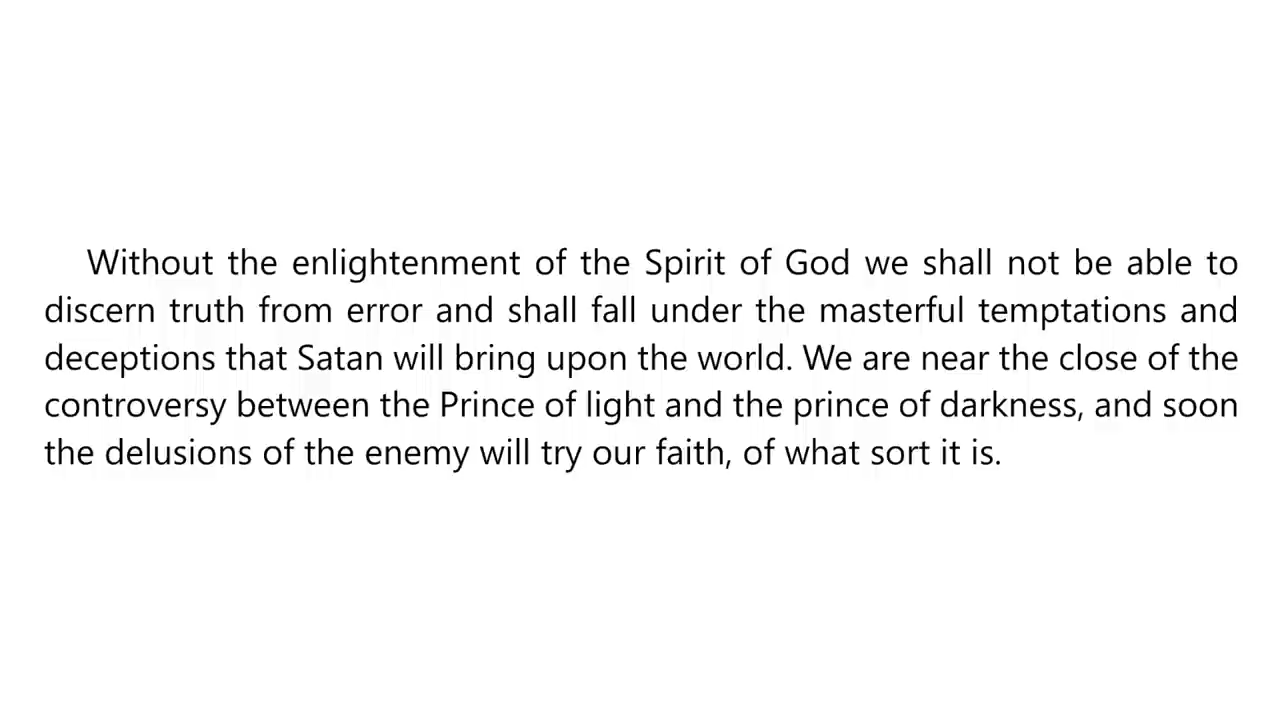 Without the enlightenment of the Spirit of God we shall not be able to
discern truth from error and shall fall under the masterful temptations and
deceptions that Satan will bring upon the world. We are near the close of the
controversy between the Prince of light and the prince of darkness, and soon
the delusions of the enemy will try our faith, of what sort it is.